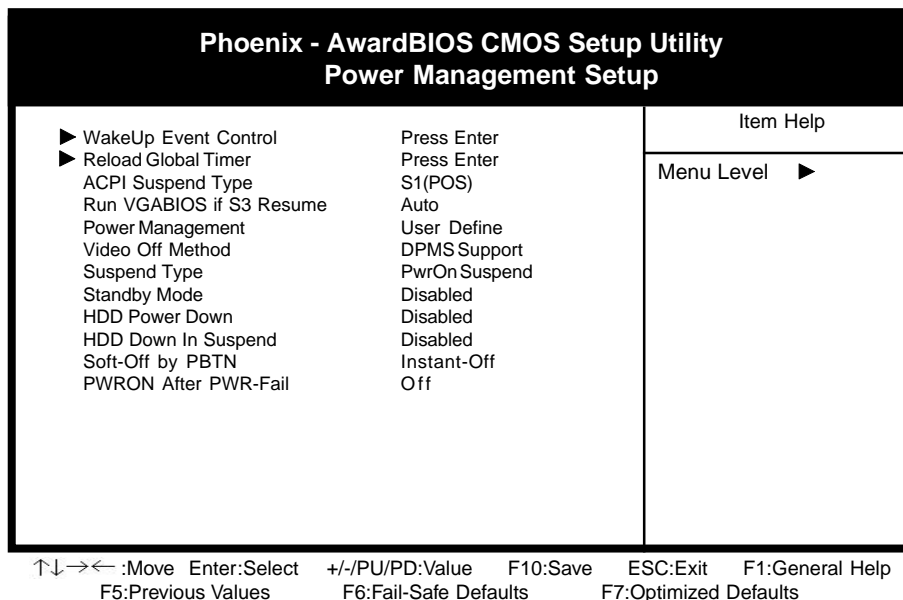 Phoenix - AwardBIOS CMOS Setup Utility
Power Management Setup
▶ WakeUp Event Control Press Enter
▶ Reload Global Timer Press Enter
ACPI Suspend Type S1(POS)
Run VGABIOS if S3 Resume Auto
Power Management User Define
Video Off Method DPMS Support
Suspend Type PwrOn Suspend
Standby Mode Disabled
HDD Power Down Disabled
HDD Down In Suspend Disabled
Soft-Off by PBTN Instant-Off
PWRON After PWR-Fail Off
Item Help
Menu Level ▶
↑↓→← :Move Enter:Select +/-/PU/PD:Value F10:Save ESC:Exit F1:General Help
F5:Previous Values F6:Fail-Safe Defaults F7:Optimized Defaults